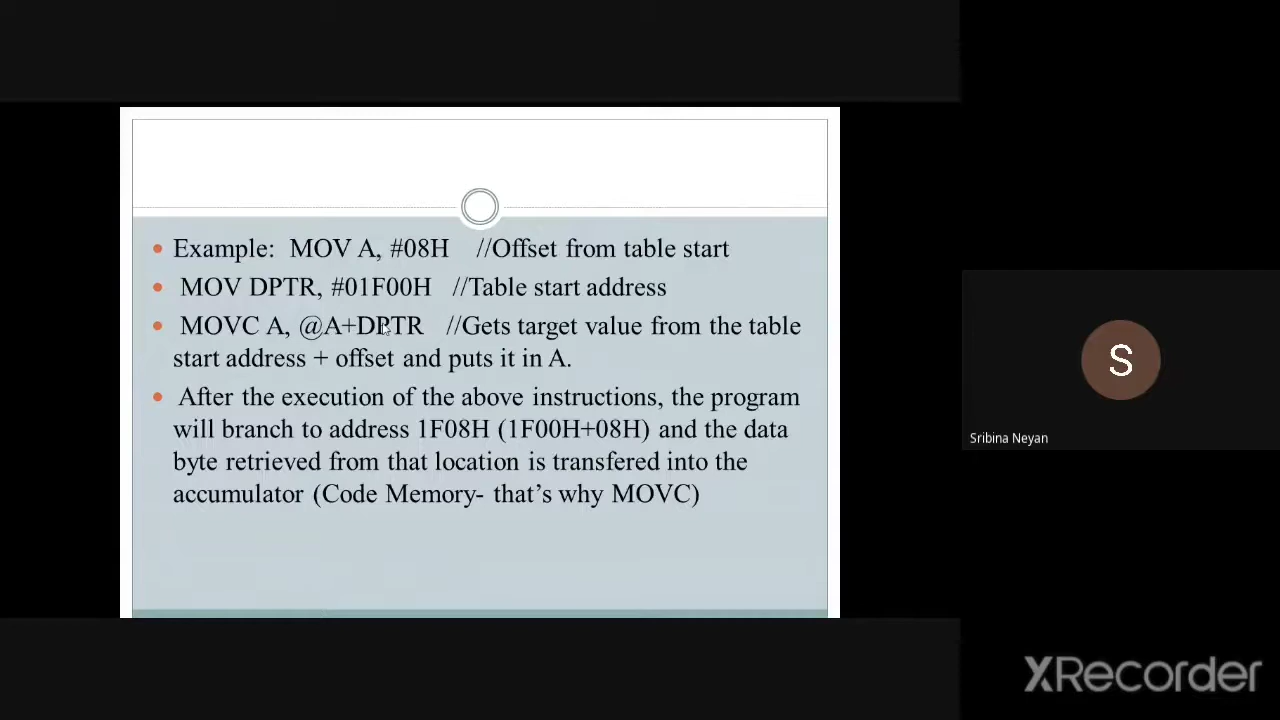 Example: MOV A, #08H //Offset from table start
MOV DPTR, #01F00H //Table start address
MOVC A, @A+DPTR //Gets target value from the table
start address + offset and puts it in A.
After the execution of the above instructions, the program
will branch to address 1F08H (1F00H+08H) and the data
byte retrieved from that location is transfered into the
accumulator (Code Memory- that’s why MOVC)
S
Sribina Neyan
XRecorder